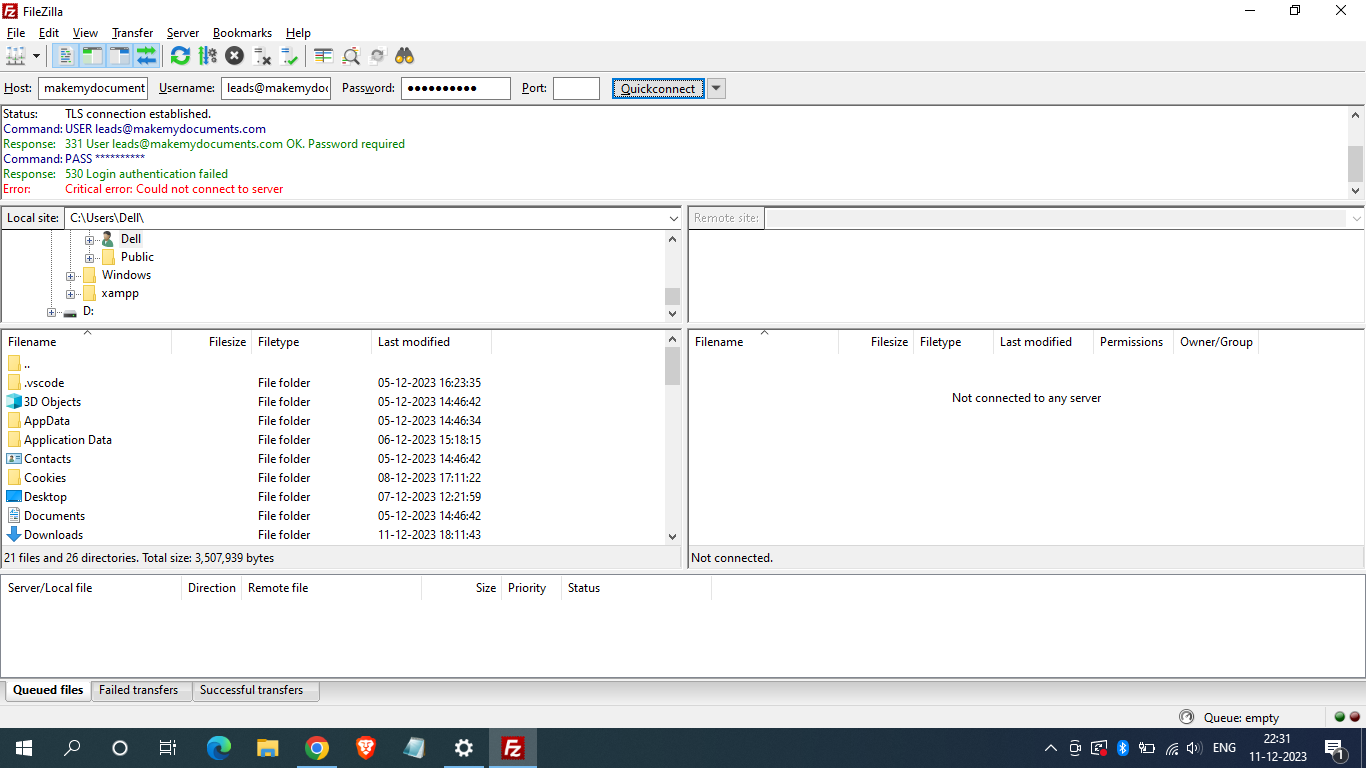 FileZilla
File Edit View Transfer Server Bookmarks Help
Host: makemydocument Username: leads@makemydo Password: ●●●●●●●●●● Port: Quickconnect
Status: TLS connection established.
Command: USER leads@makemydocuments.com
Response: 331 User leads@makemydocuments.com OK. Password required
Command: PASS **********
Response: 530 Login authentication failed
Error: Critical error: Could not connect to server
Local site: C:\Users\Dell\
Remote site:
Dell
Public
Windows
xampp
D:
Filename Filesize Filetype Last modified
..
.vscode File folder 05-12-2023 16:23:35
3D Objects File folder 05-12-2023 14:46:42
AppData File folder 05-12-2023 14:46:34
Application Data File folder 06-12-2023 15:18:15
Contacts File folder 05-12-2023 14:46:42
Cookies File folder 08-12-2023 17:11:22
Desktop File folder 07-12-2023 12:21:59
Documents File folder 05-12-2023 14:46:42
Downloads File folder 11-12-2023 18:11:43
21 files and 26 directories. Total size: 3,507,939 bytes
Filename Filesize Filetype Last modified Permissions Owner/Group
Not connected to any server
Not connected.
Server/Local file Direction Remote file Size Priority Status
Queued files Failed transfers Successful transfers
Queue: empty
ENG
22:31
11-12-2023
1